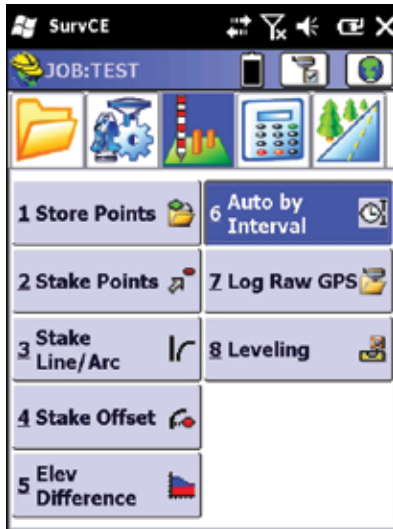 SurvCE
JOB:TEST
1 Store Points
6 Auto by
Interval
2 Stake Points
7 Log Raw GPS
3 Stake
Line/Arc
8 Leveling
4 Stake Offset
5 Elev
Difference